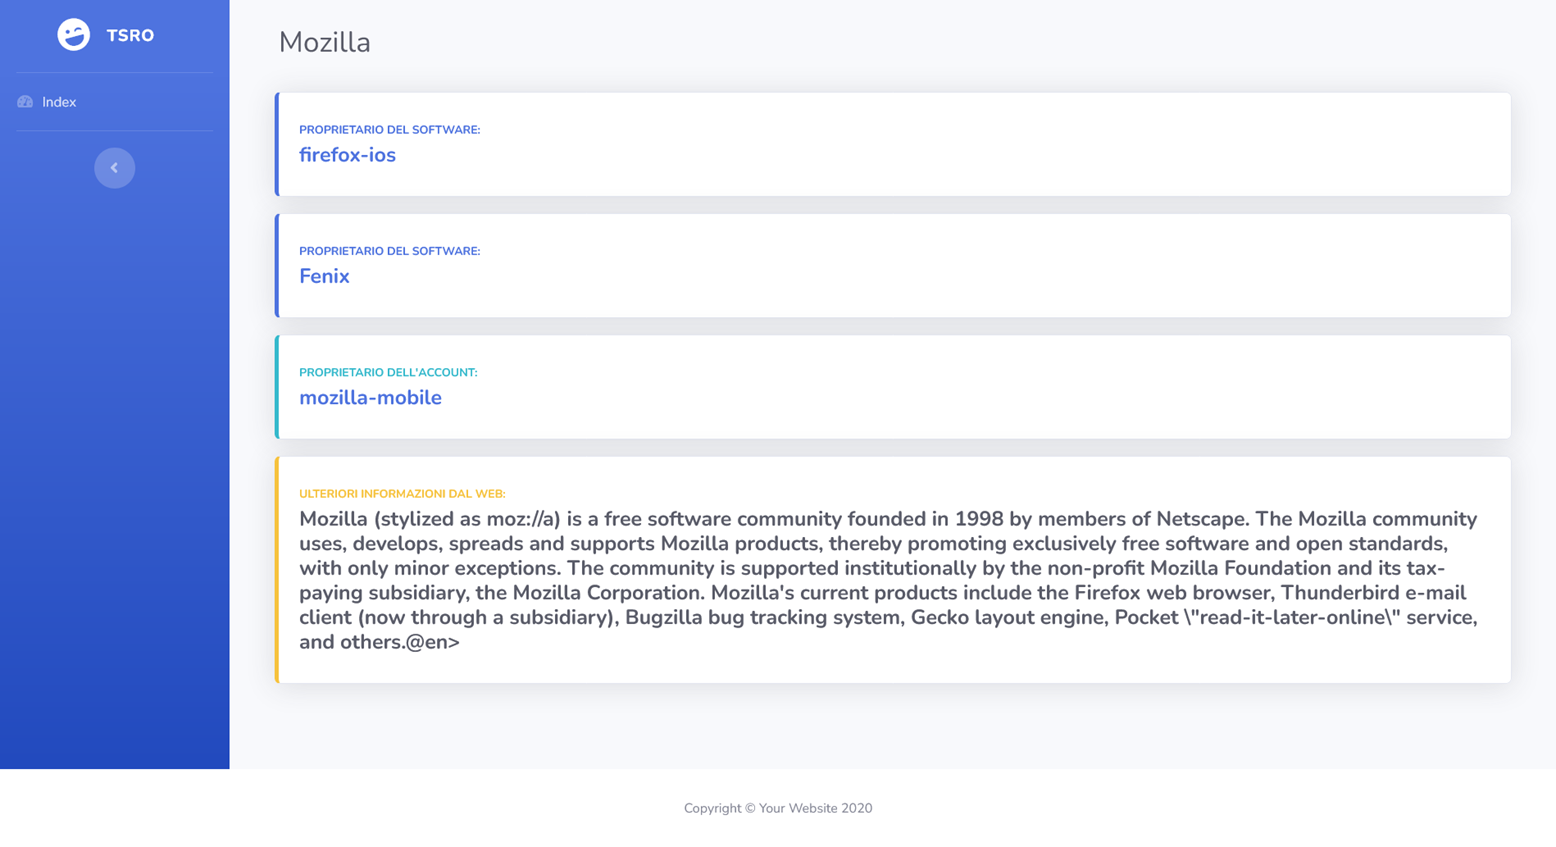 TSRO
Index
Mozilla
PROPRIETARIO DEL SOFTWARE:
firefox-ios
PROPRIETARIO DEL SOFTWARE:
Fenix
PROPRIETARIO DELL'ACCOUNT:
mozilla-mobile
ULTERIORI INFORMAZIONI DAL WEB:
Mozilla (stylized as moz://a) is a free software community founded in 1998 by members of Netscape. The Mozilla community
uses, develops, spreads and supports Mozilla products, thereby promoting exclusively free software and open standards,
with only minor exceptions. The community is supported institutionally by the non-profit Mozilla Foundation and its tax-
paying subsidiary, the Mozilla Corporation. Mozilla's current products include the Firefox web browser, Thunderbird e-mail
client (now through a subsidiary), Bugzilla bug tracking system, Gecko layout engine, Pocket \"read-it-later-online\" service,
and others.@en>
Copyright © Your Website 2020